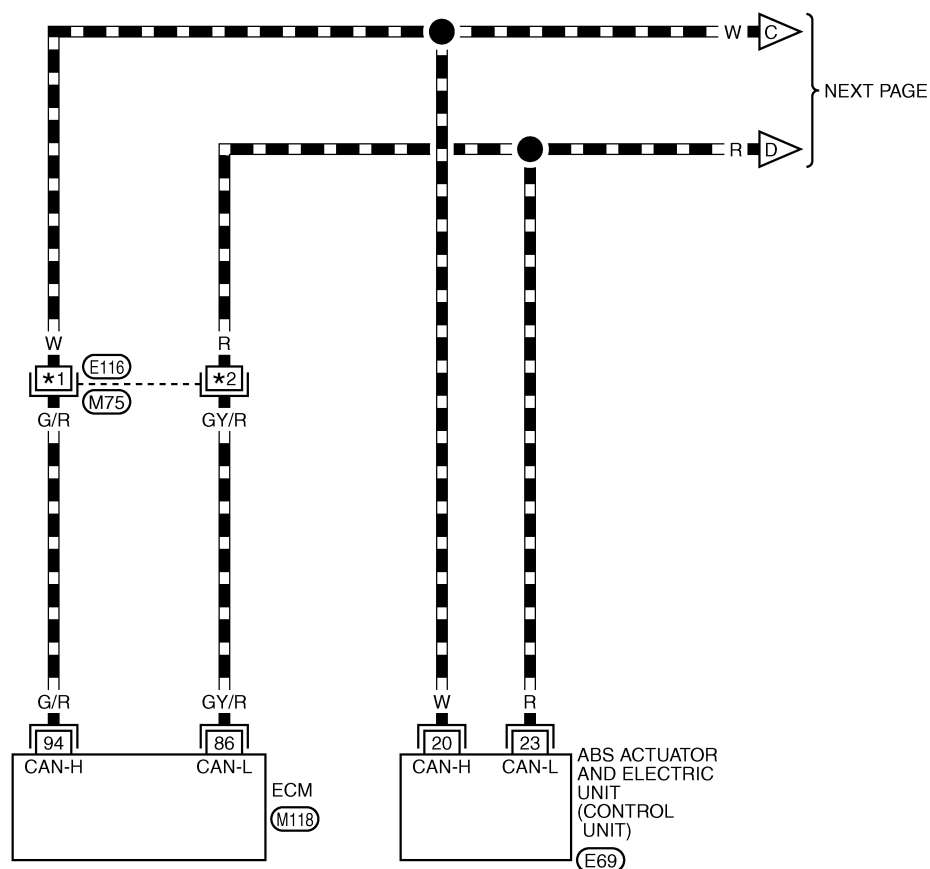 W C
NEXT PAGE
R D
W R
*1 E116 *2
M75
G/R GY/R
G/R GY/R W R
94 86 20 23
CAN-H CAN-L CAN-H CAN-L
ECM
M118
ABS ACTUATOR
AND ELECTRIC
UNIT
(CONTROL
UNIT)
E69